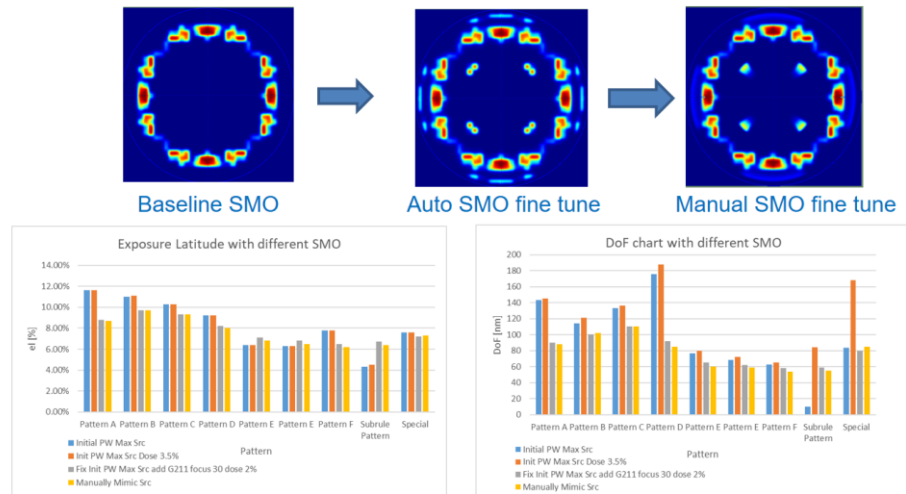 Baseline SMO
Auto SMO fine tune
Manual SMO fine tune
Exposure Latitude with different SMO
14.00%
12.00%
10.00%
8.00%
6.00%
4.00%
2.00%
0.00%
el [%]
Pattern A Pattern B Pattern C Pattern D Pattern E Pattern E Pattern F Subrule Pattern Special
Pattern
Initial PW Max Src
Init PW Max Src Dose 3.5%
Fix Init PW Max Src add G211 focus 30 dose 2%
Manually Mimic Src
DoF chart with different SMO
200
180
160
140
120
100
80
60
40
20
0
DoF [nm]
Pattern A Pattern B Pattern C Pattern D Pattern E Pattern E Pattern F Subrule Pattern Special
Pattern
Initial PW Max Src
Init PW Max Src Dose 3.5%
Fix Init PW Max Src add G211 focus 30 dose 2%
Manually Mimic Src